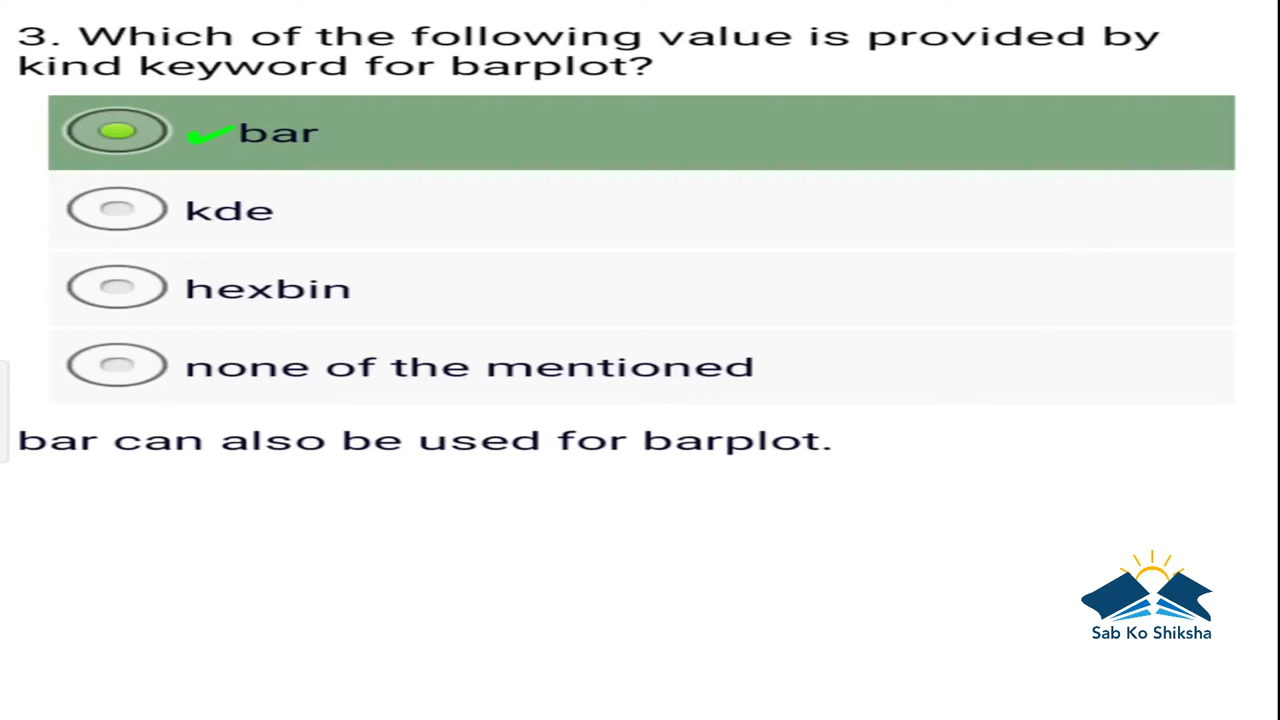 3. Which of the following value is provided by
kind keyword for barplot?
bar
kde
hexbin
none of the mentioned
bar can also be used for barplot.
Sab Ko Shiksha